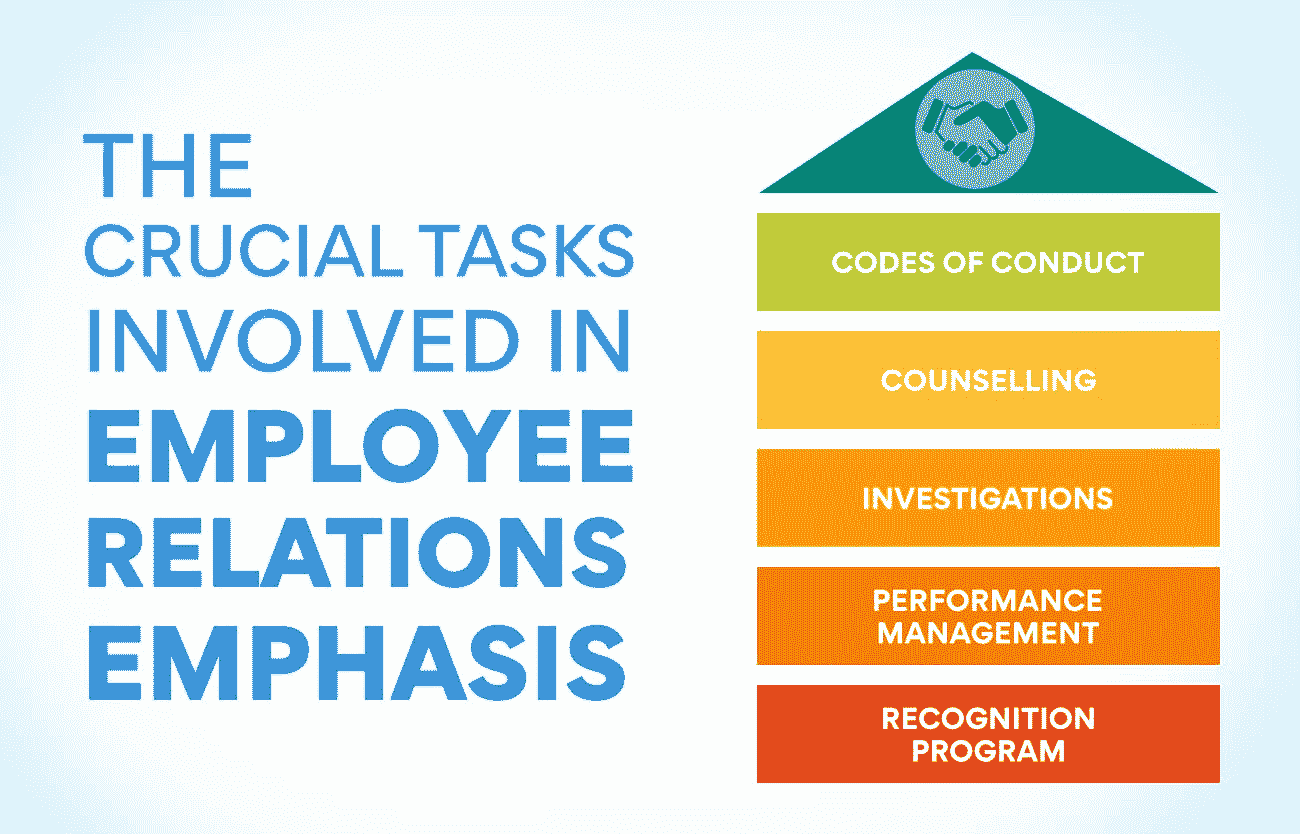 THE
CRUCIAL TASKS
INVOLVED IN
EMPLOYEE
RELATIONS
EMPHASIS
CODES OF CONDUCT
COUNSELLING
INVESTIGATIONS
PERFORMANCE
MANAGEMENT
RECOGNITION
PROGRAM